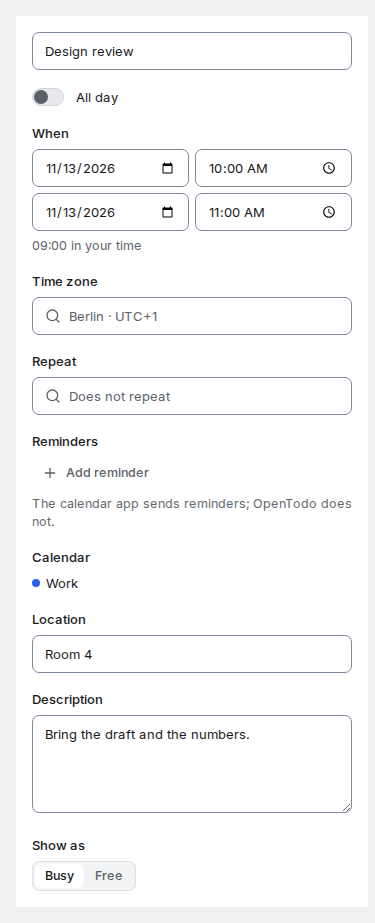 Design review
All day
When
11/13/2026 10:00 AM
11/13/2026 11:00 AM
09:00 in your time
Time zone
Berlin · UTC+1
Repeat
Does not repeat
Reminders
Add reminder
The calendar app sends reminders; OpenTodo does
not.
Calendar
Work
Location
Room 4
Description
Bring the draft and the numbers.
Show as
Busy Free